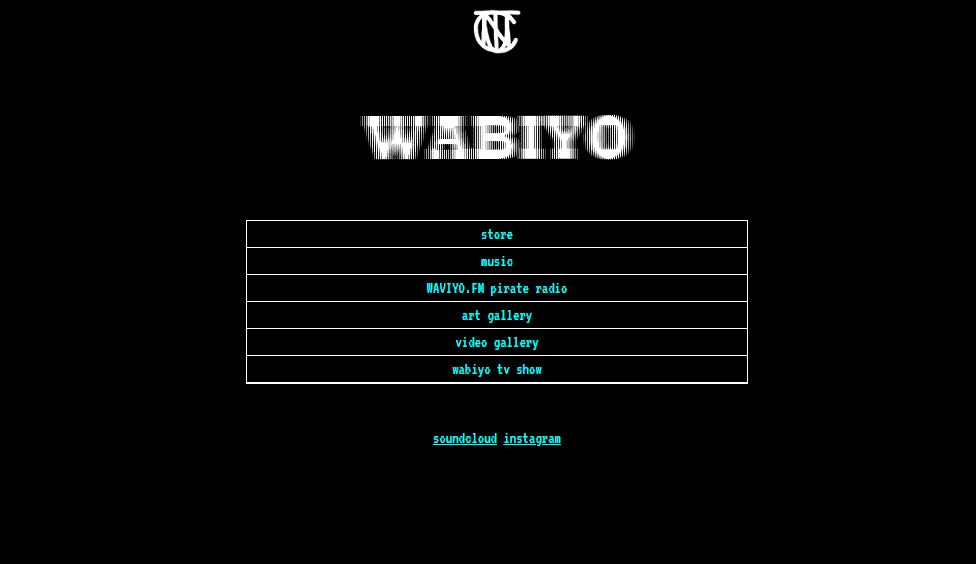 WABIYO
store
music
WAVIYO.FM pirate radio
art gallery
video gallery
wabiyo tv show
soundcloud instagram